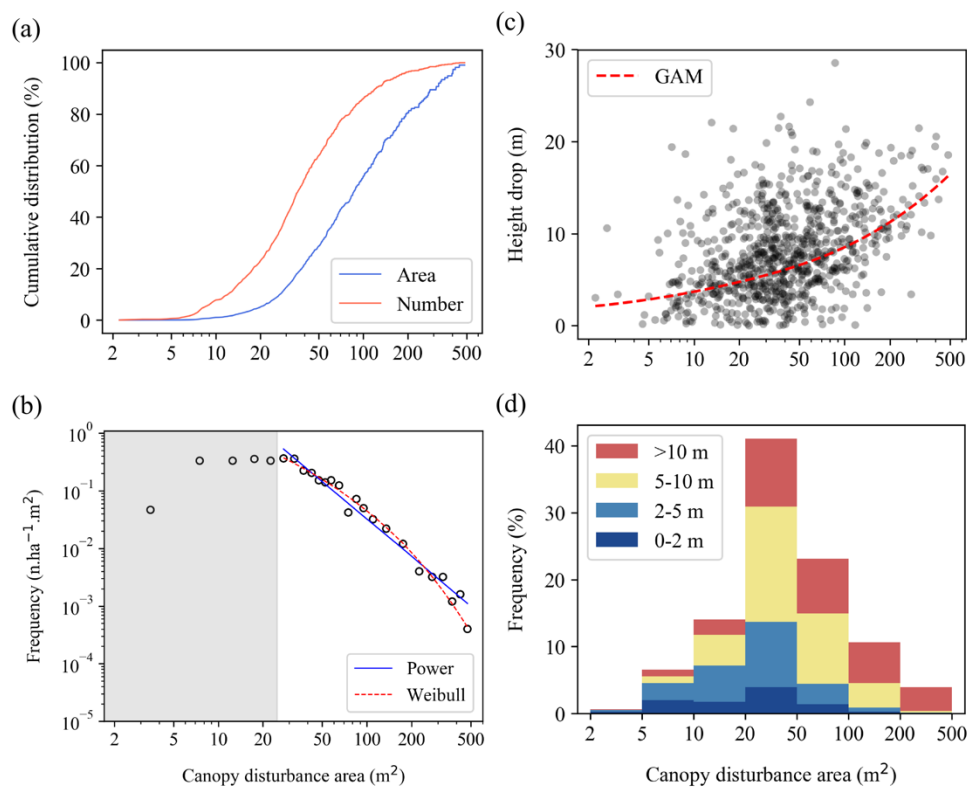 (a)
Cumulative distribution (%)
100
80
60
40
20
0
2 5 10 20 50 100 200 500
Area
Number
(c)
Height drop (m)
30
20
10
0
2 5 10 20 50 100 200 500
GAM
(b)
Frequency (n.ha⁻¹.m²)
10⁰
10⁻¹
10⁻²
10⁻³
10⁻⁴
10⁻⁵
2 5 10 20 50 100 200 500
Power
Weibull
Canopy disturbance area (m²)
(d)
Frequency (%)
40
30
20
10
0
2 5 10 20 50 100 200 500
>10 m
5-10 m
2-5 m
0-2 m
Canopy disturbance area (m²)